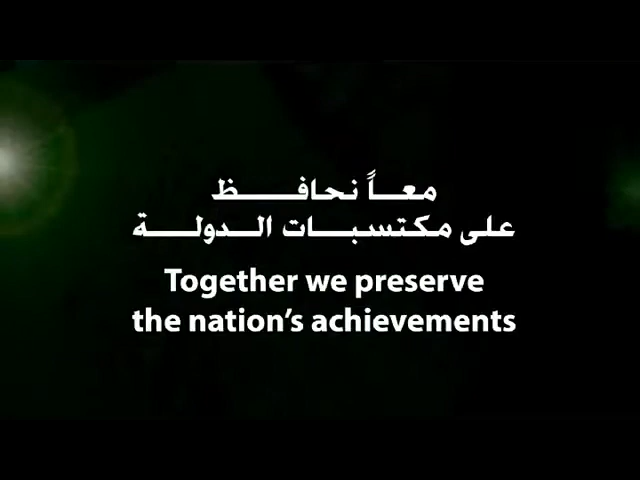 معاً نحافظ
على مكتسبات الدولة
Together we preserve
the nation's achievements